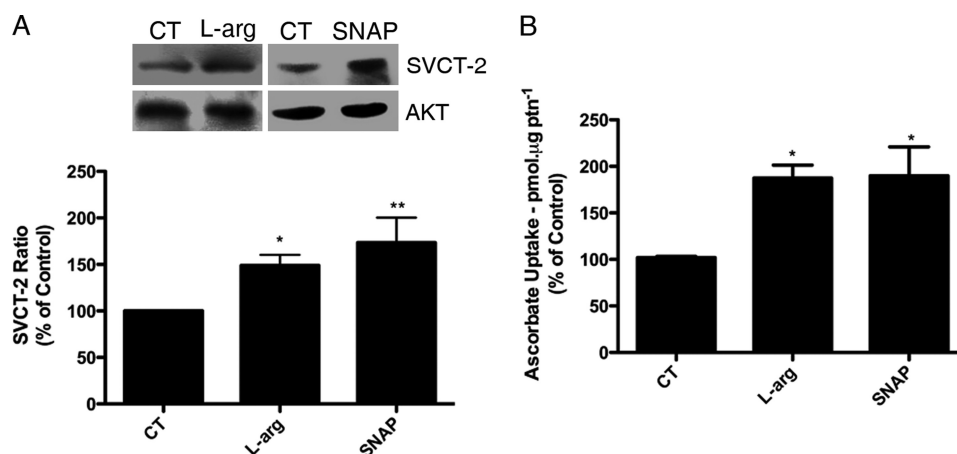 A
CT L-arg CT SNAP
SVCT-2
AKT
SVCT-2 Ratio
(% of Control)
250
200
150
100
50
0
*
**
CT
L-arg
SNAP
B
Ascorbate Uptake - pmol.µg ptn-1
(% of Control)
250
200
150
100
50
0
*
*
CT
L-arg
SNAP